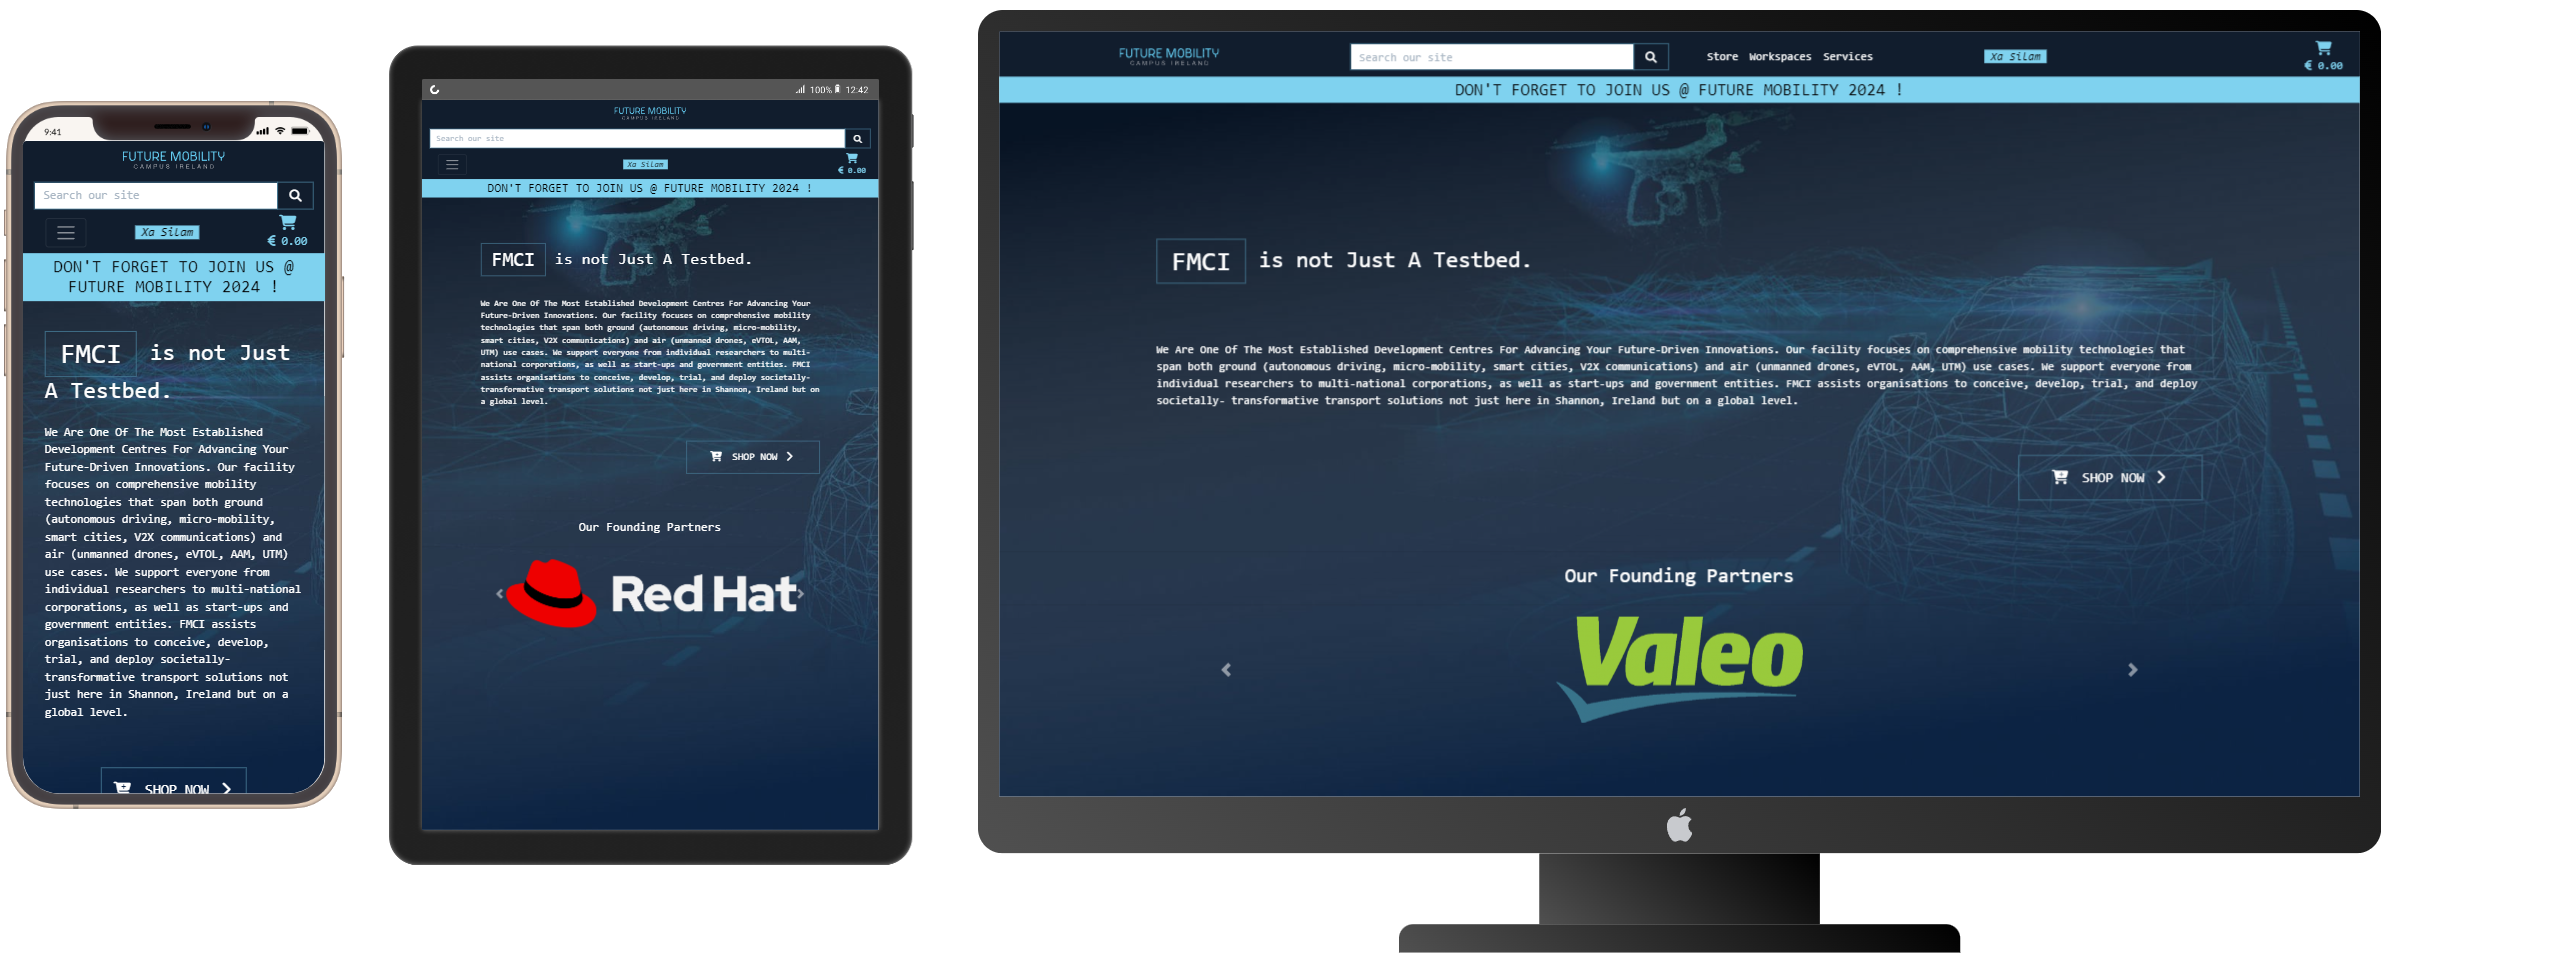 9:41
FUTURE MOBILITY
CAMPUS IRELAND
Search our site
Xa Silam
€ 0.00
DON'T FORGET TO JOIN US @
FUTURE MOBILITY 2024 !
FMCI is not Just
A Testbed.
We Are One Of The Most Established
Development Centres For Advancing Your
Future-Driven Innovations. Our facility
focuses on comprehensive mobility
technologies that span both ground
(autonomous driving, micro-mobility,
smart cities, V2X communications) and
air (unmanned drones, eVTOL, AAM, UTM)
use cases. We support everyone from
individual researchers to multi-national
corporations, as well as start-ups and
government entities. FMCI assists
organisations to conceive, develop,
trial, and deploy societally-
transformative transport solutions not
just here in Shannon, Ireland but on a
global level.
SHOP NOW
100% 12:42
FUTURE MOBILITY
CAMPUS IRELAND
Search our site
Xa Silam
€ 0.00
DON'T FORGET TO JOIN US @ FUTURE MOBILITY 2024 !
FMCI is not Just A Testbed.
We Are One Of The Most Established Development Centres For Advancing Your
Future-Driven Innovations. Our facility focuses on comprehensive mobility
technologies that span both ground (autonomous driving, micro-mobility,
smart cities, V2X communications) and air (unmanned drones, eVTOL, AAM,
UTM) use cases. We support everyone from individual researchers to multi-
national corporations, as well as start-ups and government entities. FMCI
assists organisations to conceive, develop, trial, and deploy societally-
transformative transport solutions not just here in Shannon, Ireland but on
a global level.
SHOP NOW
Our Founding Partners
Red Hat
FUTURE MOBILITY
CAMPUS IRELAND
Search our site
Store Workspaces Services
Xa Silam
€ 0.00
DON'T FORGET TO JOIN US @ FUTURE MOBILITY 2024 !
FMCI is not Just A Testbed.
We Are One Of The Most Established Development Centres For Advancing Your Future-Driven Innovations. Our facility focuses on comprehensive mobility technologies that
span both ground (autonomous driving, micro-mobility, smart cities, V2X communications) and air (unmanned drones, eVTOL, AAM, UTM) use cases. We support everyone from
individual researchers to multi-national corporations, as well as start-ups and government entities. FMCI assists organisations to conceive, develop, trial, and deploy
societally- transformative transport solutions not just here in Shannon, Ireland but on a global level.
SHOP NOW
Our Founding Partners
Valeo